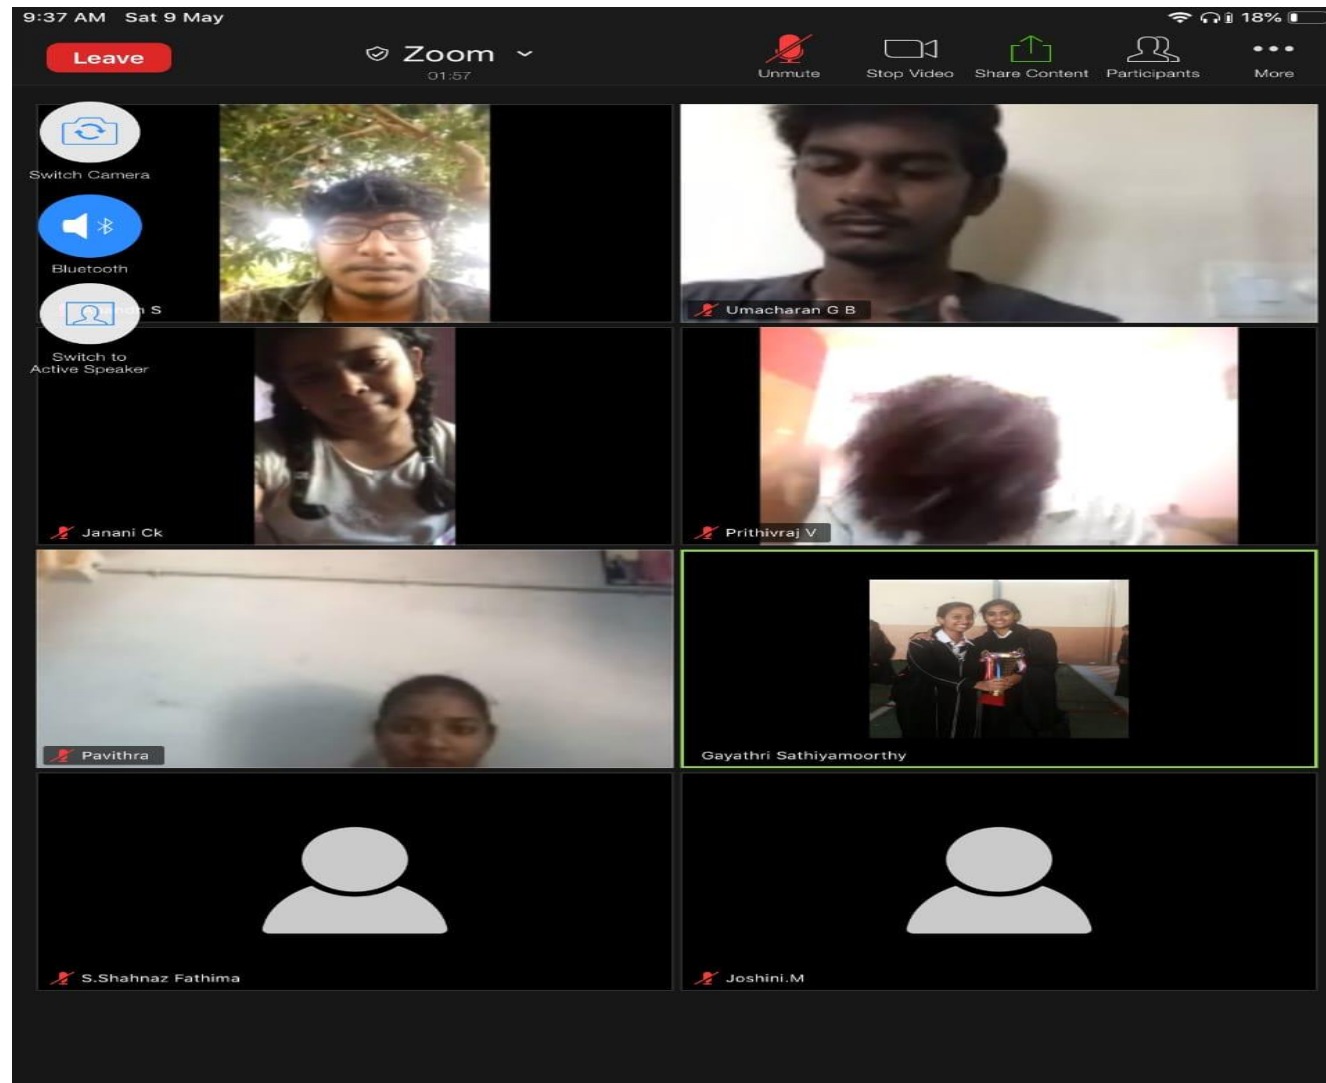 9:37 AM Sat 9 May
18%
Leave
Zoom
01:57
Unmute
Stop Video
Share Content
Participants
More
Switch Camera
Bluetooth
S
Umacharan G B
Switch to
Active Speaker
Janani Ck
Prithivraj V
Pavithra
Gayathri Sathiyamoorthy
S.Shahnaz Fathima
Joshini.M